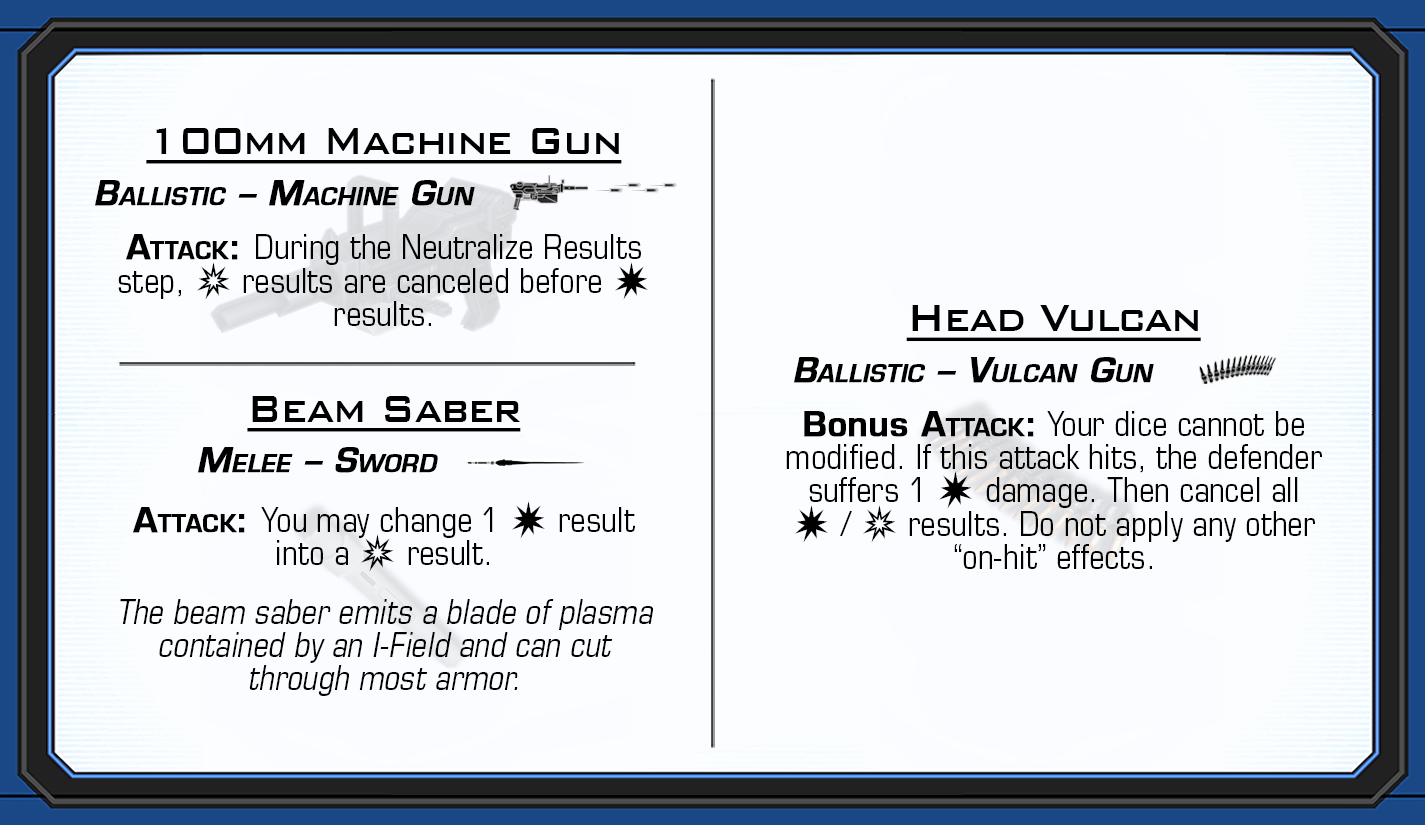 100mm Machine Gun
Ballistic – Machine Gun
Attack: During the Neutralize Results
step, results are canceled before
results.
Beam Saber
Melee – Sword
Attack: You may change 1 result
into a result.
The beam saber emits a blade of plasma
contained by an I-Field and can cut
through most armor.
Head Vulcan
Ballistic – Vulcan Gun
Bonus Attack: Your dice cannot be
modified. If this attack hits, the defender
suffers 1 damage. Then cancel all
/ results. Do not apply any other
“on-hit” effects.